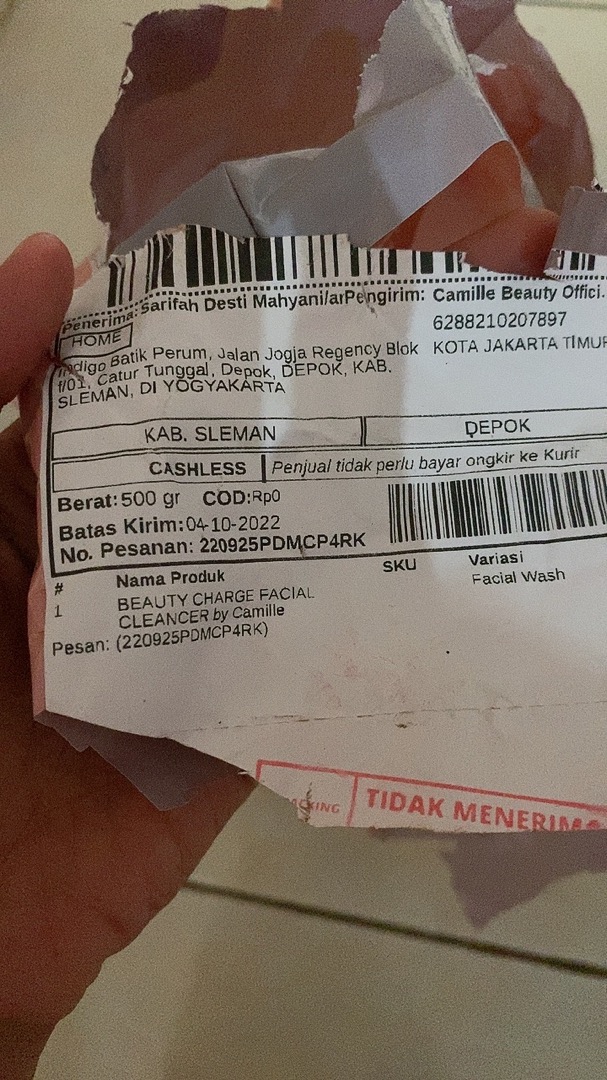 Penerima: Sarifah Desti Mahyani/ar Pengirim: Camille Beauty Offici
HOME
6288210207897
Indigo Batik Perum, Jalan Jogja Regency Blok
KOTA JAKARTA TIMUR
f/01, Catur Tunggal, Depok, DEPOK, KAB.
SLEMAN, DI YOGYAKARTA
KAB. SLEMAN DEPOK
CASHLESS Penjual tidak perlu bayar ongkir ke Kurir
Berat: 500 gr COD: Rp0
Batas Kirim: 04-10-2022
No. Pesanan: 220925PDMCP4RK
# Nama Produk SKU Variasi
1 BEAUTY CHARGE FACIAL Facial Wash
CLEANCER by Camille
Pesan: (220925PDMCP4RK)
TIDAK MENERIMA